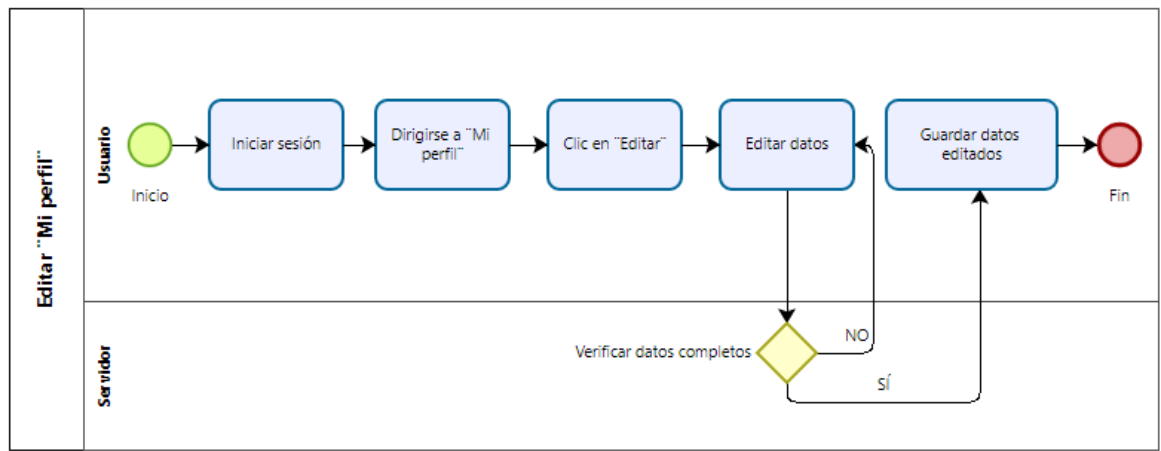 Editar ¨Mi perfil¨
Usuario
Inicio
Iniciar sesión
Dirigirse a ¨Mi
perfil¨
Clic en ¨Editar¨
Editar datos
Guardar datos
editados
Fin
Servidor
Verificar datos completos
NO
SÍ